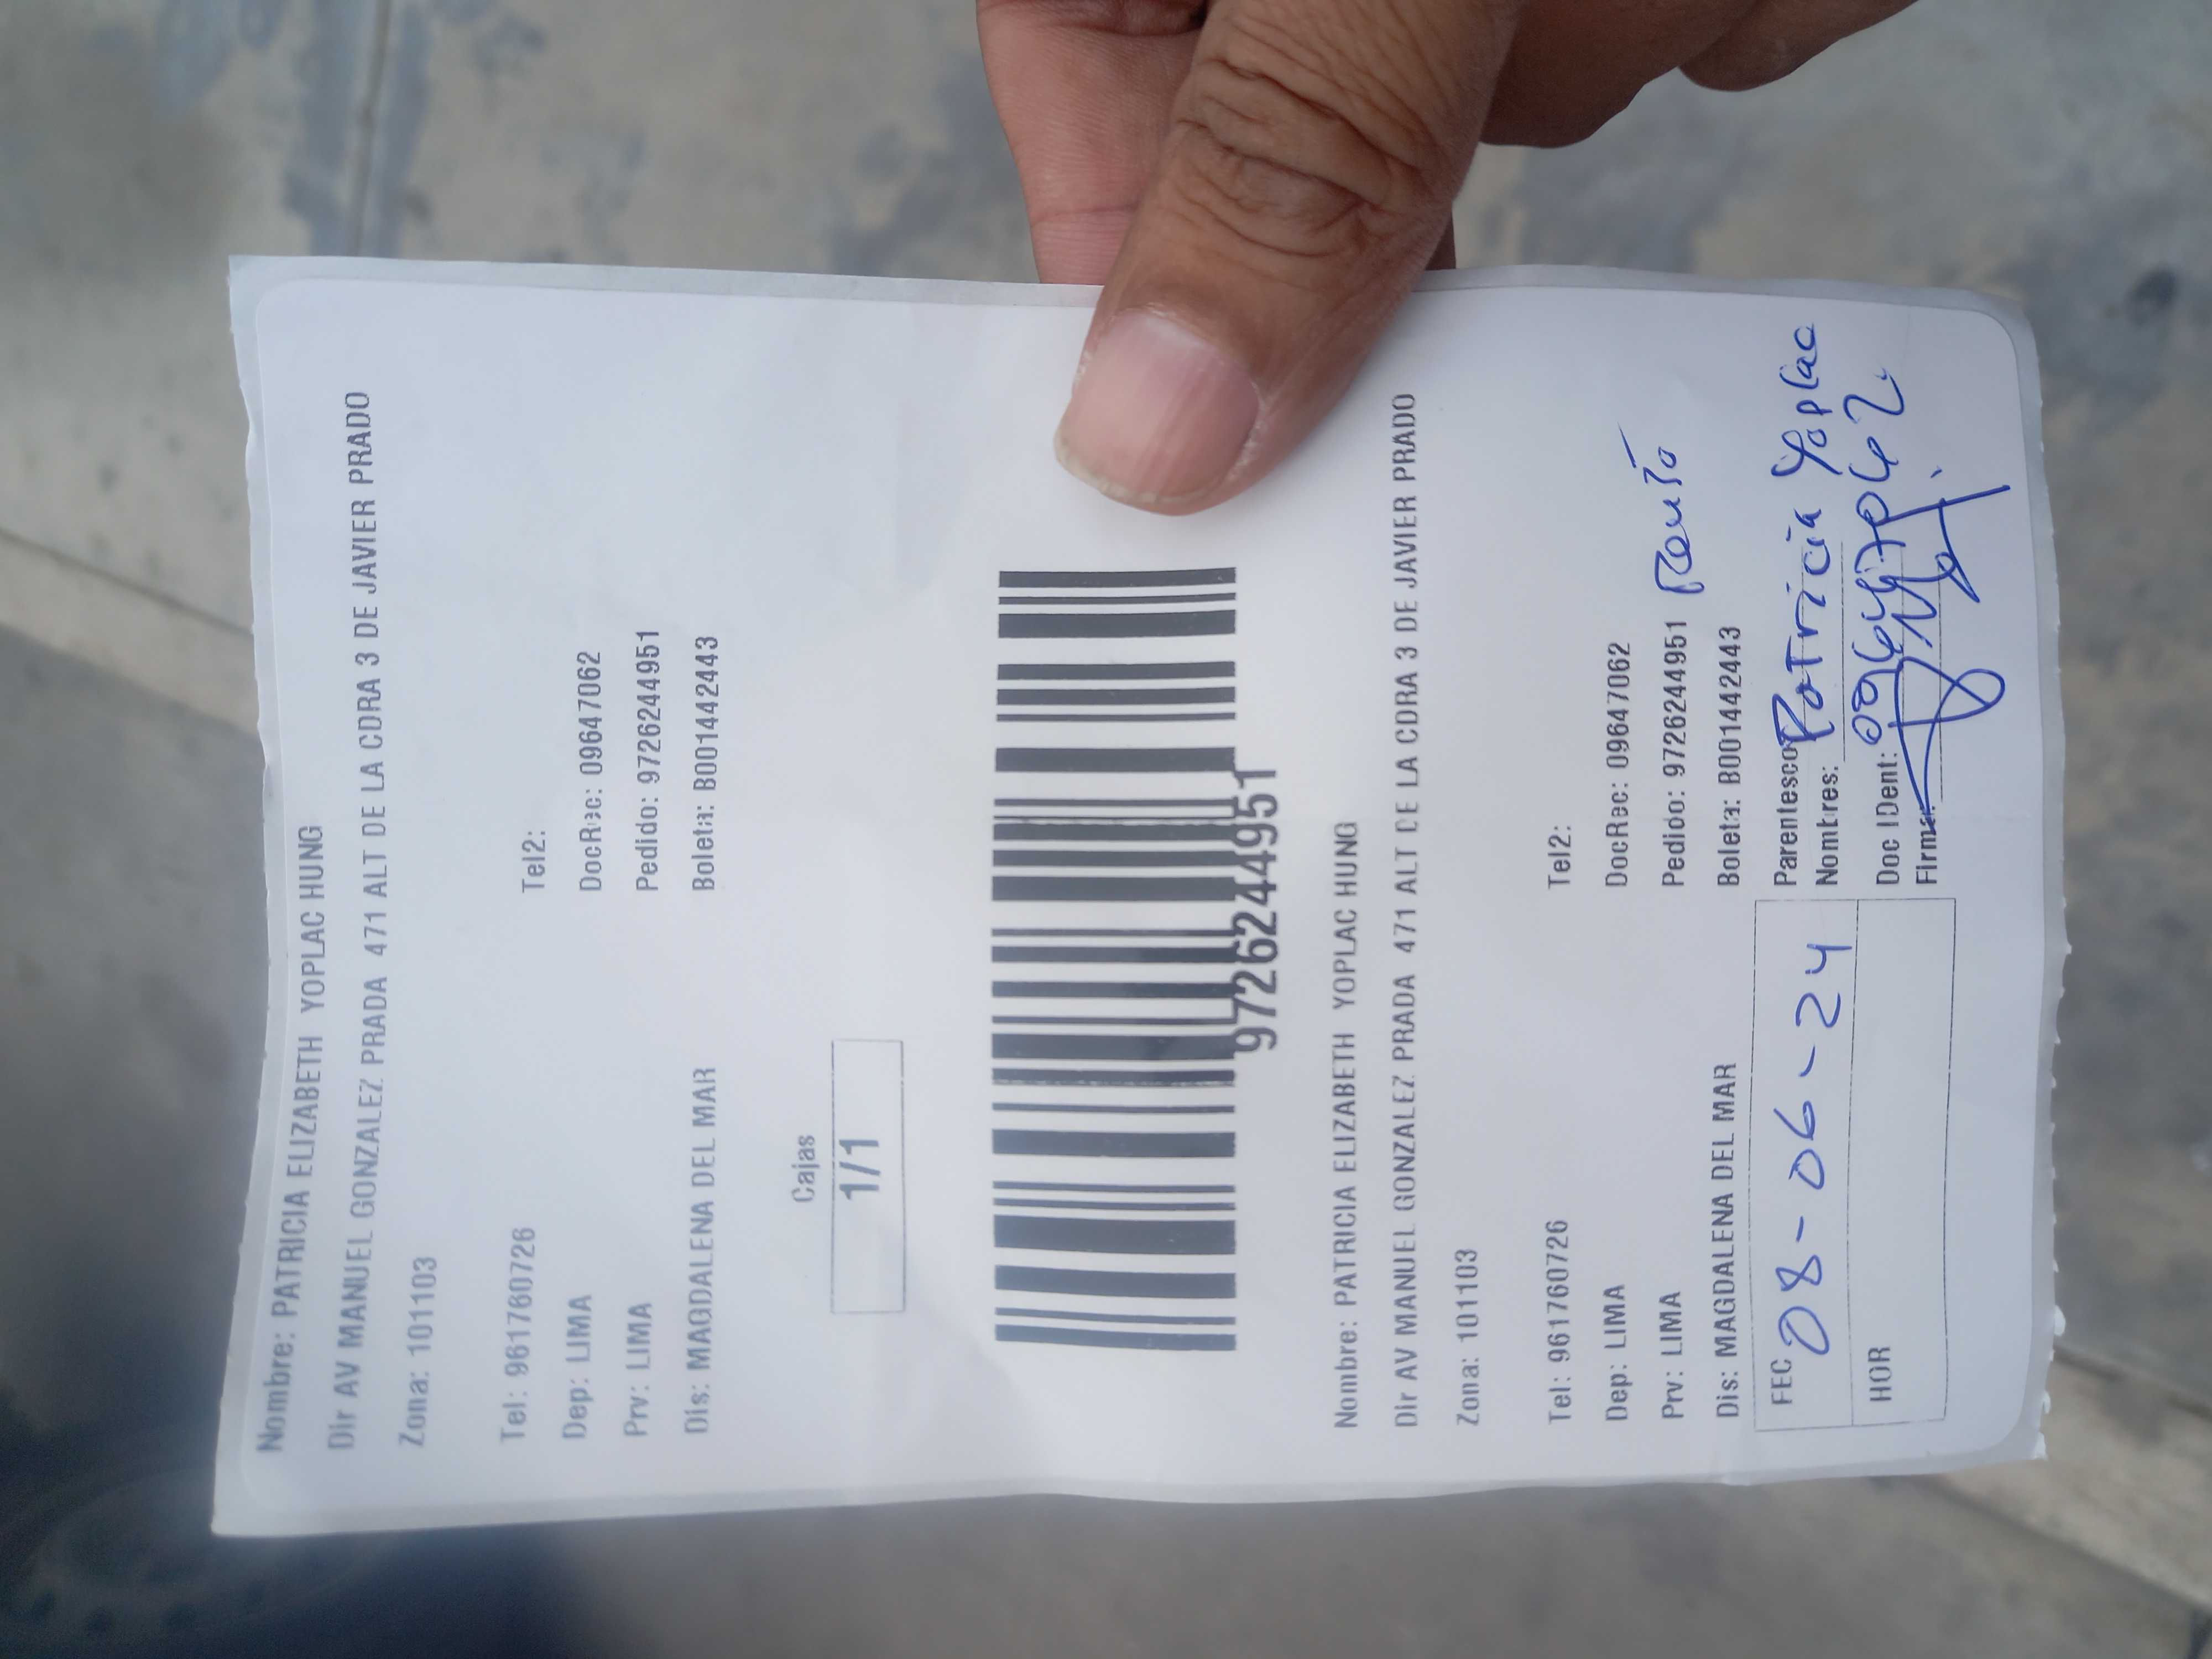 Nombre: PATRICIA ELIZABETH YOPLAC HUNG
Dir AV MANUEL GONZALEZ PRADA 471 ALT DE LA CDRA 3 DE JAVIER PRADO
Zona: 101103
Tel: 961760726 Tel2:
Dep: LIMA DocRec: 09647062
Prv: LIMA Pedido: 9726244951
Dis: MAGDALENA DEL MAR Boleta: B001442443
Cajas
1/1
9726244951
Nombre: PATRICIA ELIZABETH YOPLAC HUNG
Dir AV MANUEL GONZALEZ PRADA 471 ALT DE LA CDRA 3 DE JAVIER PRADO
Zona: 101103
Tel: 961760726 Tel2:
Dep: LIMA DocRec: 09647062
Prv: LIMA Pedido: 9726244951
Dis: MAGDALENA DEL MAR Boleta: B001442443
FEC 08-06-24 Parentesco
Nombres: Patricia Yoplac
HOR Doc IDent:
Firma: